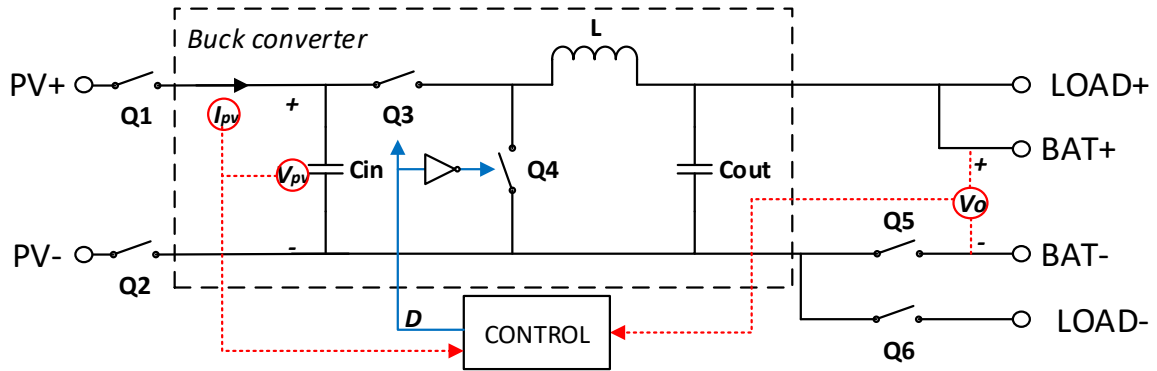 Buck converter
L
PV+
LOAD+
Q1
Ipv
+
Q3
BAT+
Vpv
Cin
Q4
Cout
+
Vo
Q5
-
PV-
-
BAT-
Q2
D
CONTROL
LOAD-
Q6